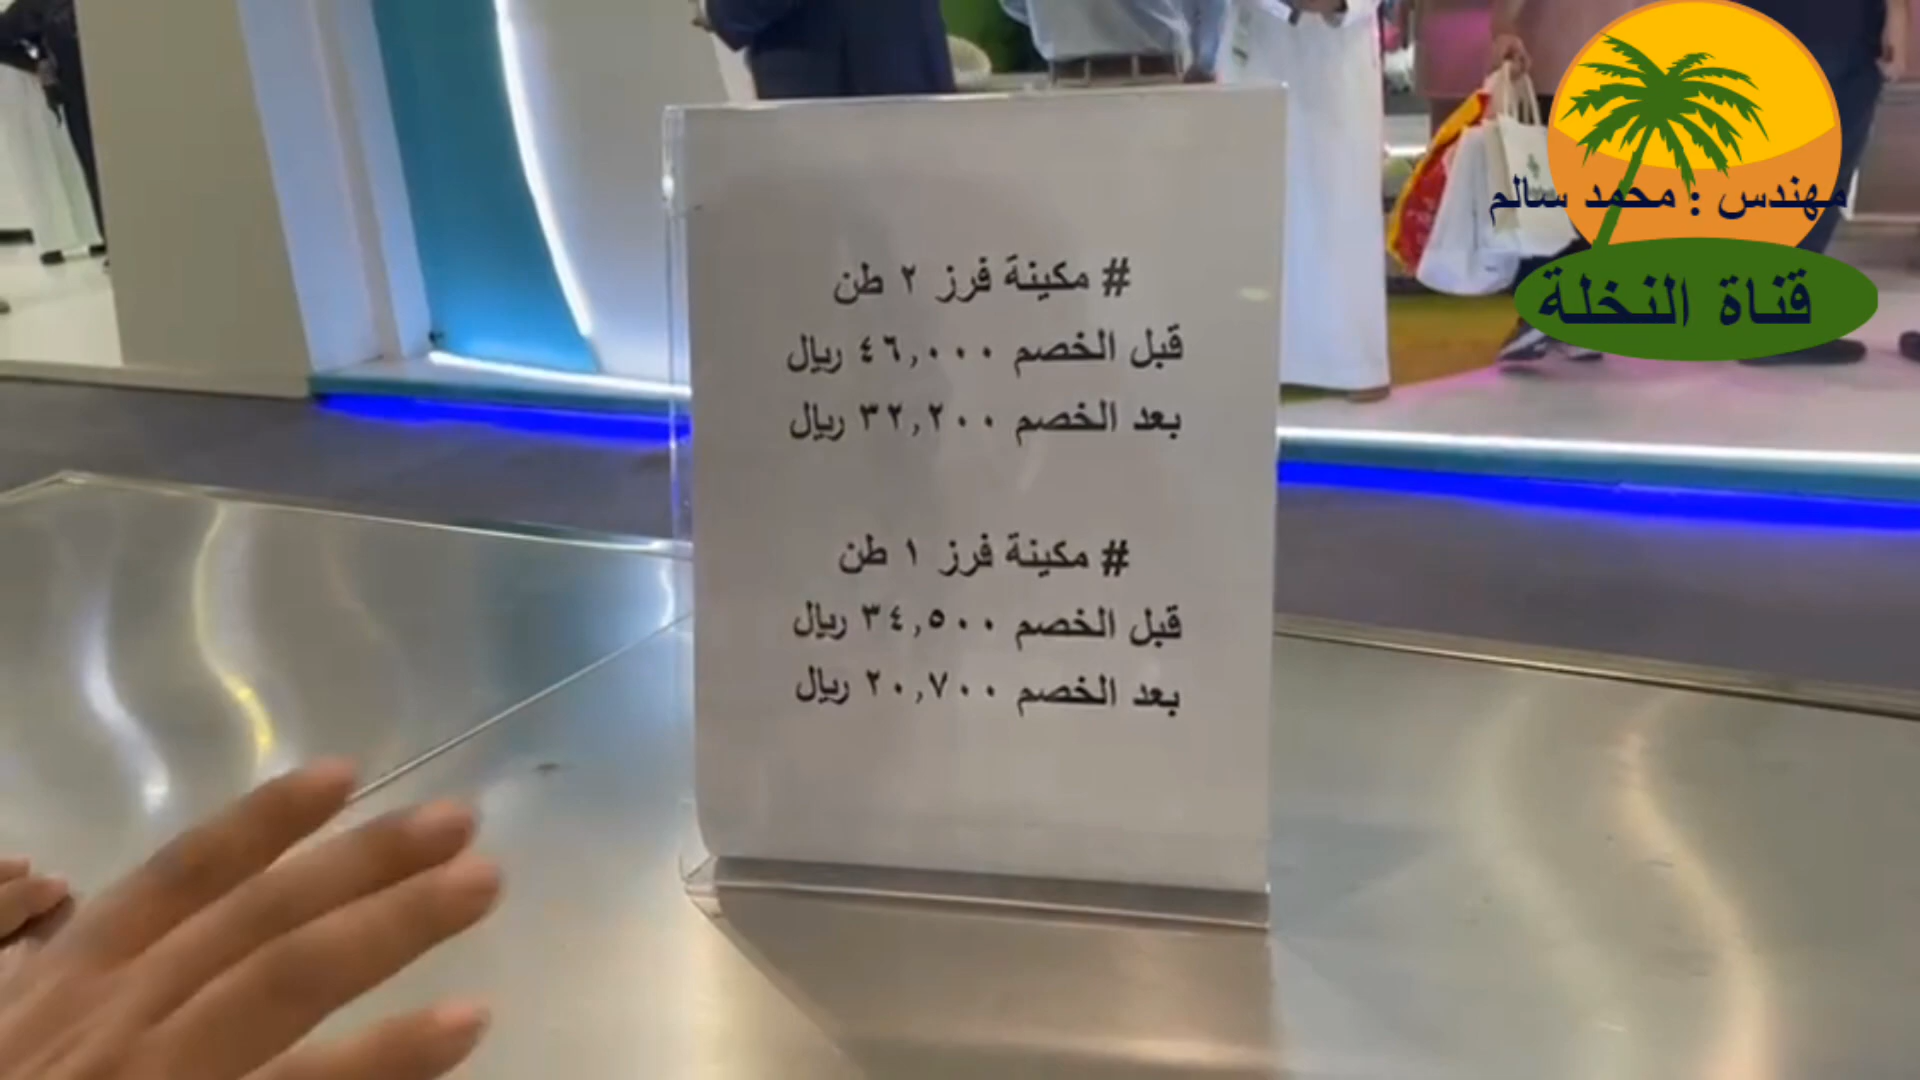 # مكينة فرز ٢ طن
قبل الخصم ٤٦,٠٠٠ ريال
بعد الخصم ٣٢,٢٠٠ ريال
# مكينة فرز ١ طن
قبل الخصم ٣٤,٥٠٠ ريال
بعد الخصم ٢٠,٧٠٠ ريال
مهندس : محمد سالم
قناة النخلة